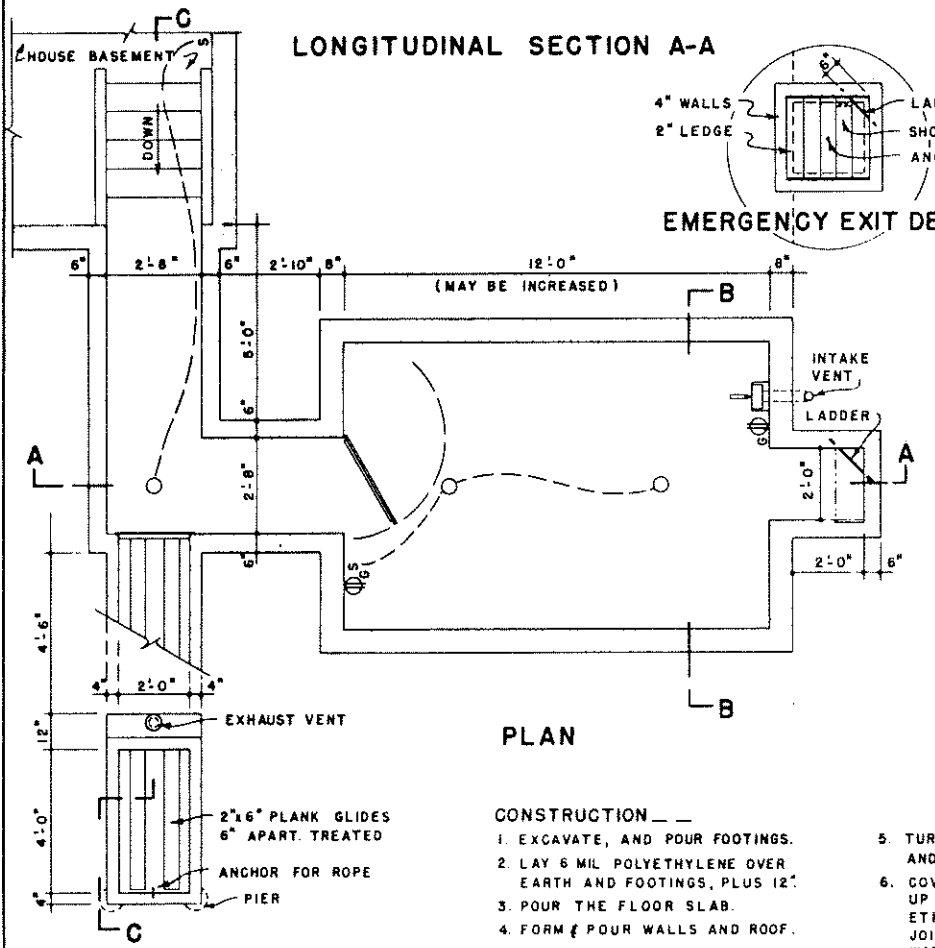 C
LONGITUDINAL SECTION A-A
HOUSE BASEMENT
S
DOWN
6"
4" WALLS
2" LEDGE
EMERGENCY EXIT DE
6"
2'-8"
6"
2'-10"
8"
12'-0"
8"
(MAY BE INCREASED)
B
6"
2'-8"
6"
INTAKE
VENT
LADDER
G
A
A
2'-0"
2'-0"
6"
S
G
4'-6"
4"
2'-0"
4"
12"
EXHAUST VENT
B
PLAN
4'-0"
2"x6" PLANK GLIDES
6" APART. TREATED
ANCHOR FOR ROPE
PIER
4"
C
CONSTRUCTION__
1. EXCAVATE, AND POUR FOOTINGS.
2. LAY 6 MIL POLYETHYLENE OVER
EARTH AND FOOTINGS, PLUS 12".
3. POUR THE FLOOR SLAB.
4. FORM & POUR WALLS AND ROOF.
5. TUR
AND
6. COV
UP
ET
JOI